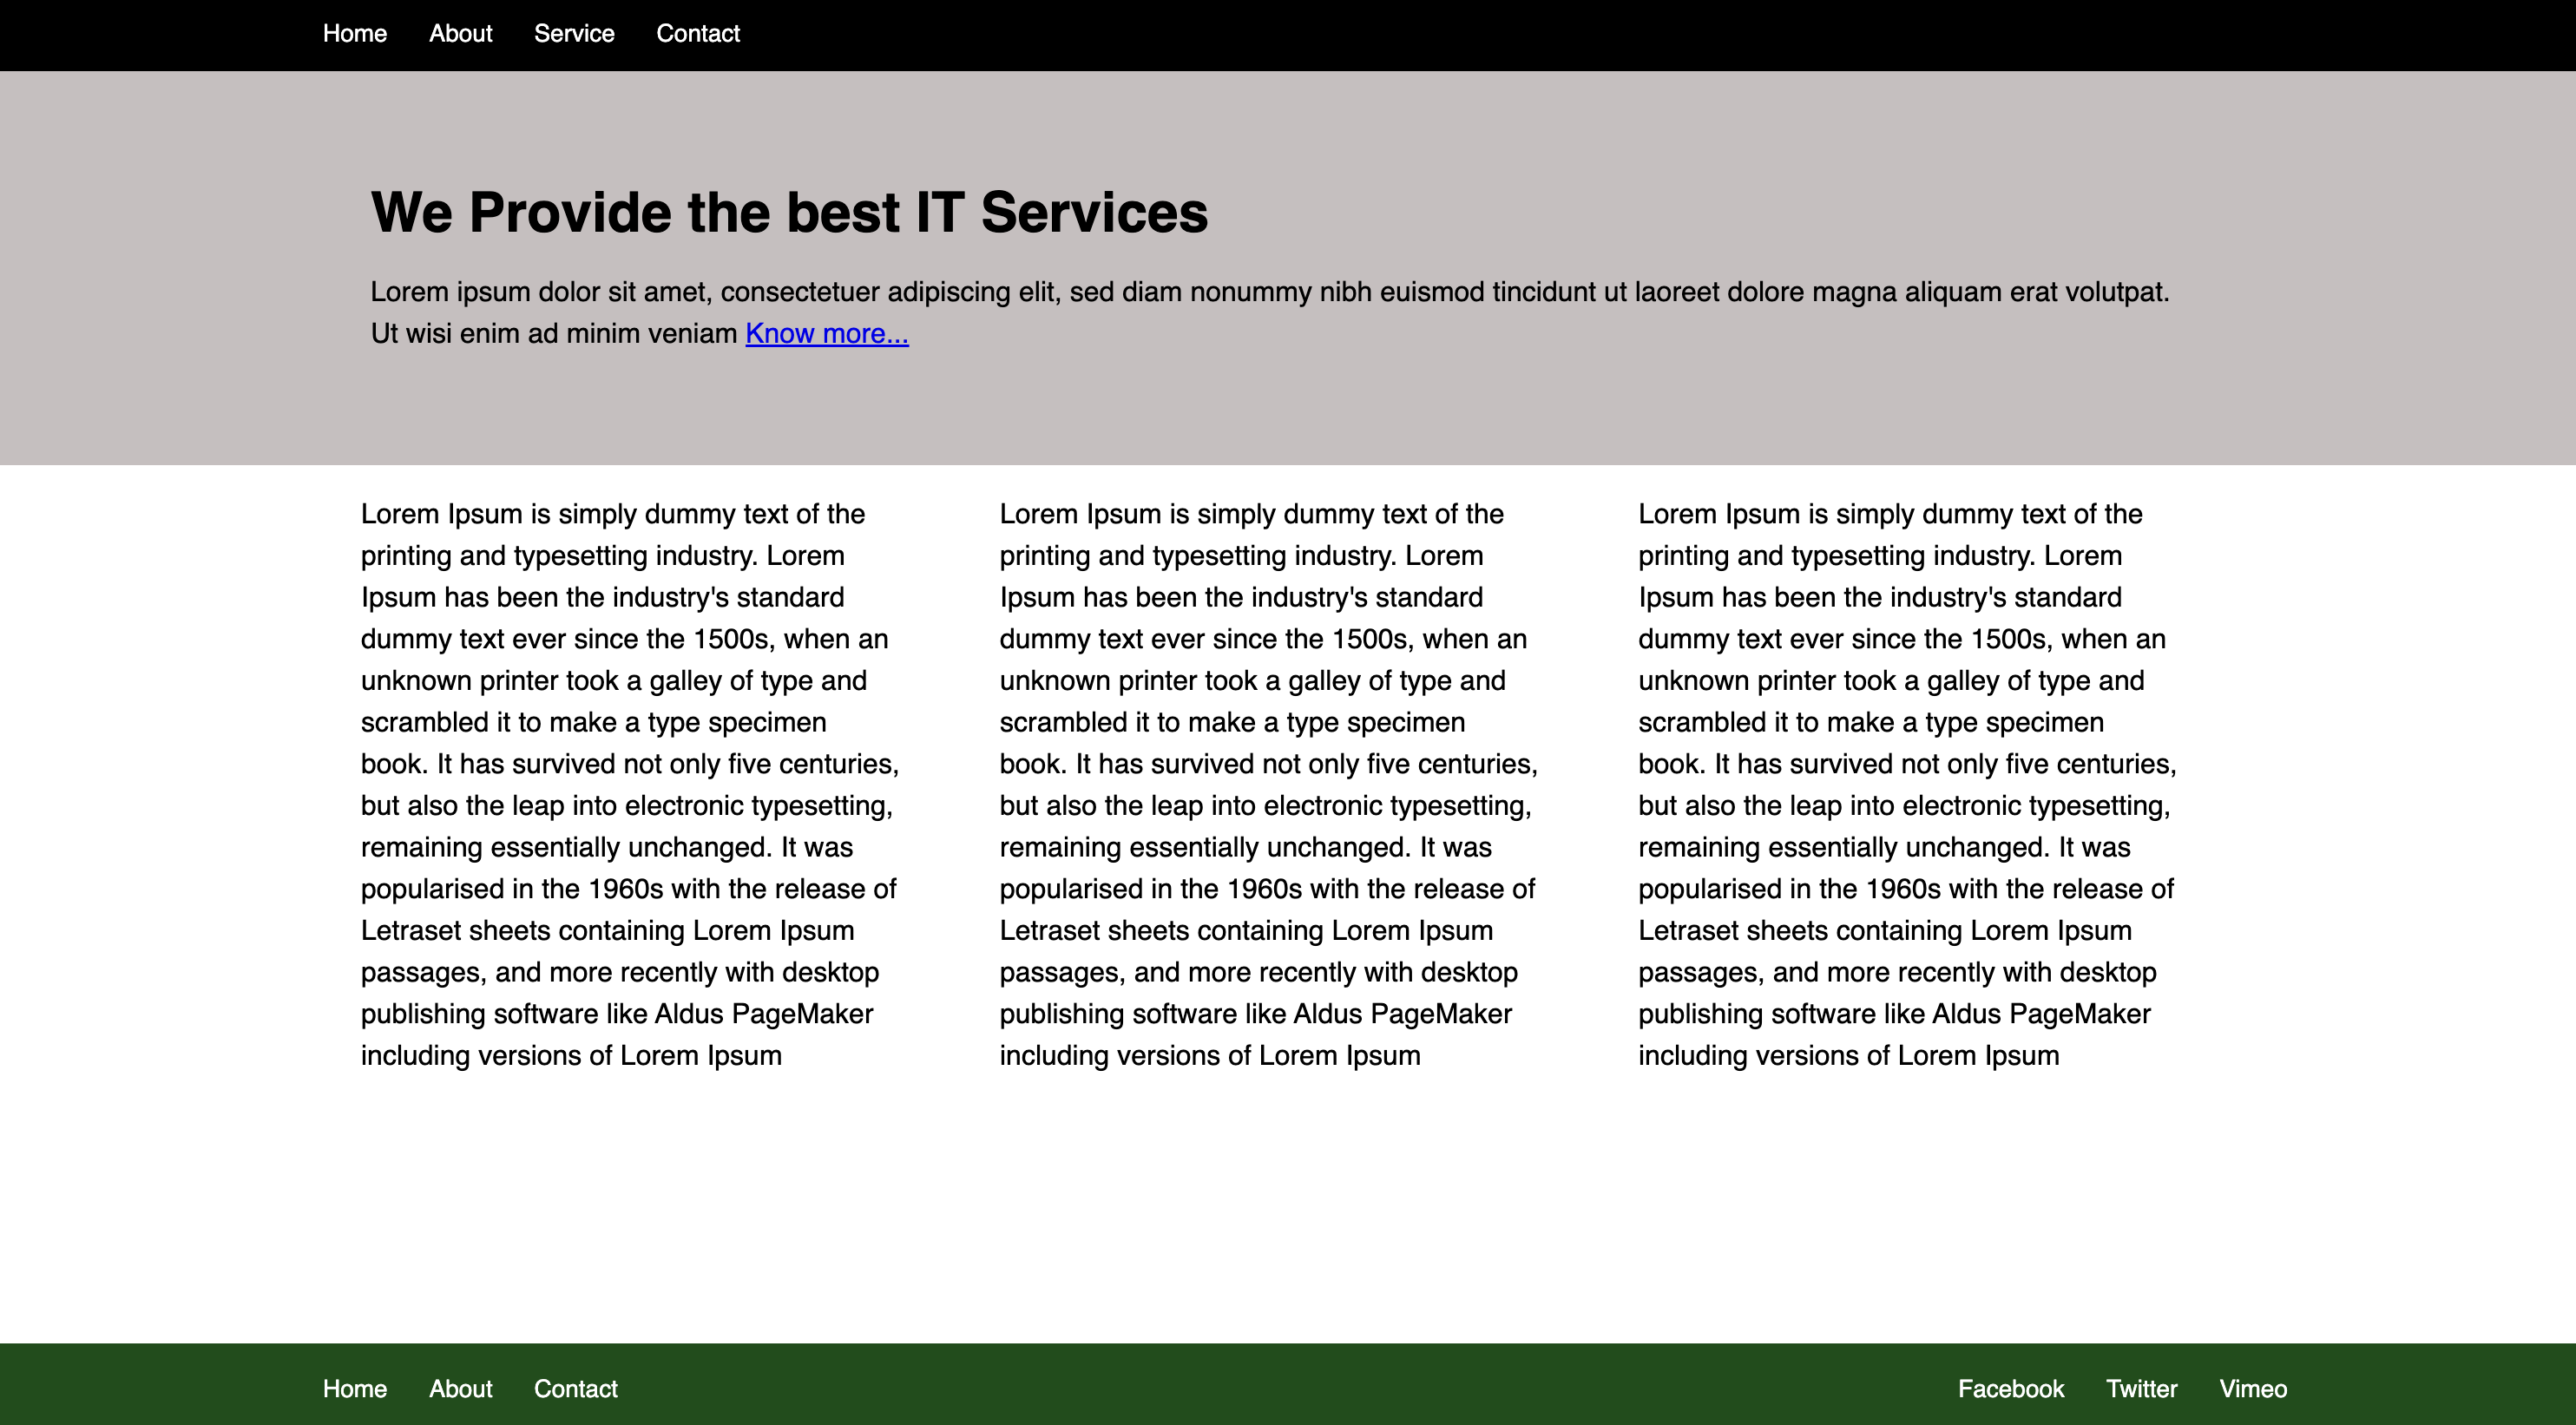 Home About Service Contact
We Provide the best IT Services
Lorem ipsum dolor sit amet, consectetuer adipiscing elit, sed diam nonummy nibh euismod tincidunt ut laoreet dolore magna aliquam erat volutpat.
Ut wisi enim ad minim veniam Know more...
Lorem Ipsum is simply dummy text of the
printing and typesetting industry. Lorem
Ipsum has been the industry's standard
dummy text ever since the 1500s, when an
unknown printer took a galley of type and
scrambled it to make a type specimen
book. It has survived not only five centuries,
but also the leap into electronic typesetting,
remaining essentially unchanged. It was
popularised in the 1960s with the release of
Letraset sheets containing Lorem Ipsum
passages, and more recently with desktop
publishing software like Aldus PageMaker
including versions of Lorem Ipsum
Lorem Ipsum is simply dummy text of the
printing and typesetting industry. Lorem
Ipsum has been the industry's standard
dummy text ever since the 1500s, when an
unknown printer took a galley of type and
scrambled it to make a type specimen
book. It has survived not only five centuries,
but also the leap into electronic typesetting,
remaining essentially unchanged. It was
popularised in the 1960s with the release of
Letraset sheets containing Lorem Ipsum
passages, and more recently with desktop
publishing software like Aldus PageMaker
including versions of Lorem Ipsum
Lorem Ipsum is simply dummy text of the
printing and typesetting industry. Lorem
Ipsum has been the industry's standard
dummy text ever since the 1500s, when an
unknown printer took a galley of type and
scrambled it to make a type specimen
book. It has survived not only five centuries,
but also the leap into electronic typesetting,
remaining essentially unchanged. It was
popularised in the 1960s with the release of
Letraset sheets containing Lorem Ipsum
passages, and more recently with desktop
publishing software like Aldus PageMaker
including versions of Lorem Ipsum
Home About Contact Facebook Twitter Vimeo